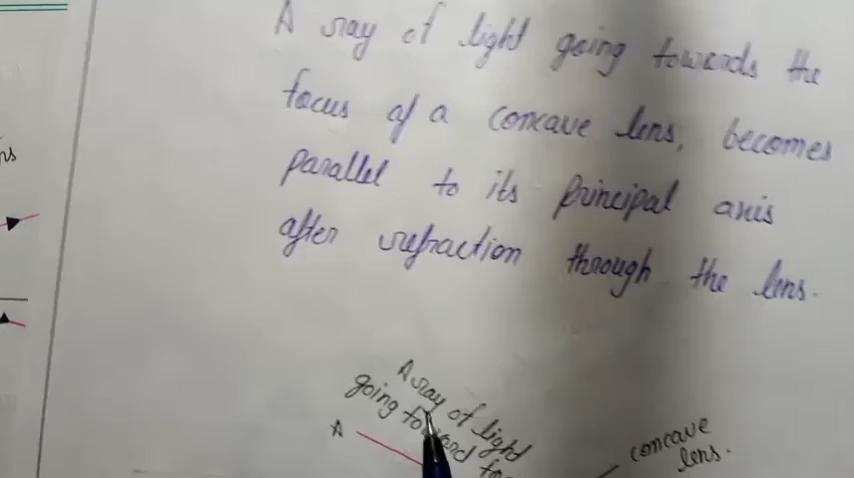 A ray of light going towards the
focus of a concave lens, becomes
parallel to its principal axis
after refraction through the lens.
A ray of light
going toward
A
concave
lens.